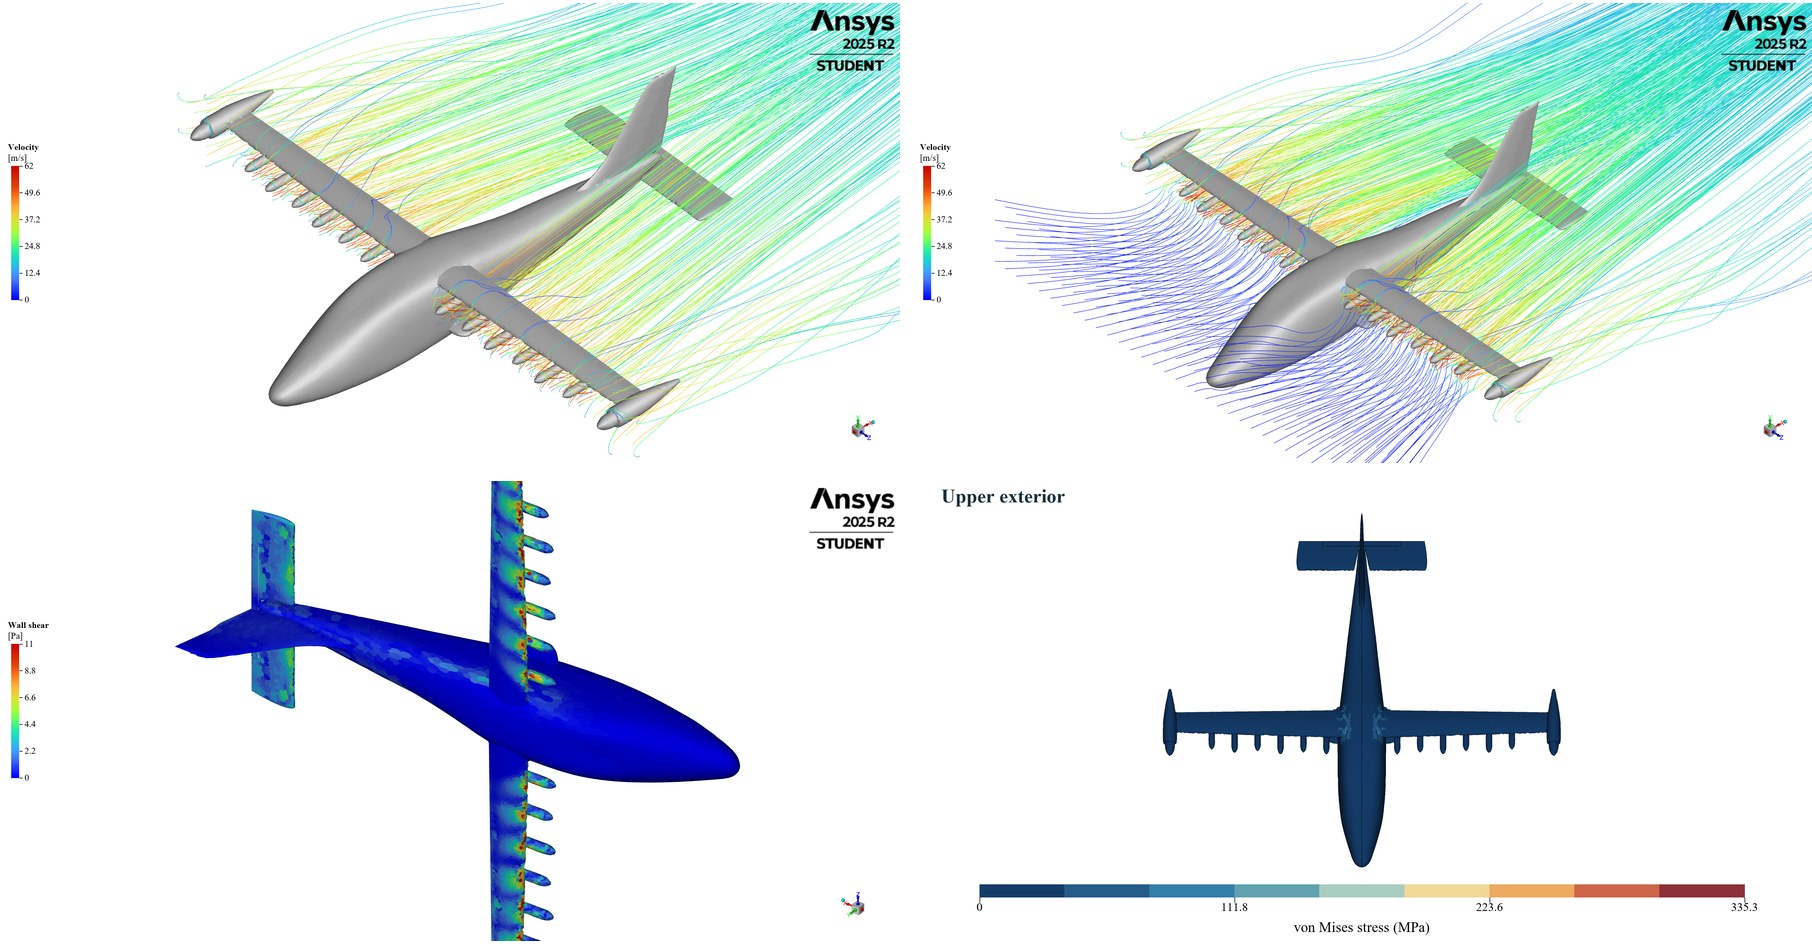 Ansys
2025 R2
STUDENT
Velocity
[m/s]
62
49.6
37.2
24.8
12.4
0
Ansys
2025 R2
STUDENT
Velocity
[m/s]
62
49.6
37.2
24.8
12.4
0
Ansys
2025 R2
STUDENT
Wall shear
[Pa]
11
8.8
6.6
4.4
2.2
0
Upper exterior
0 111.8 223.6 335.3
von Mises stress (MPa)